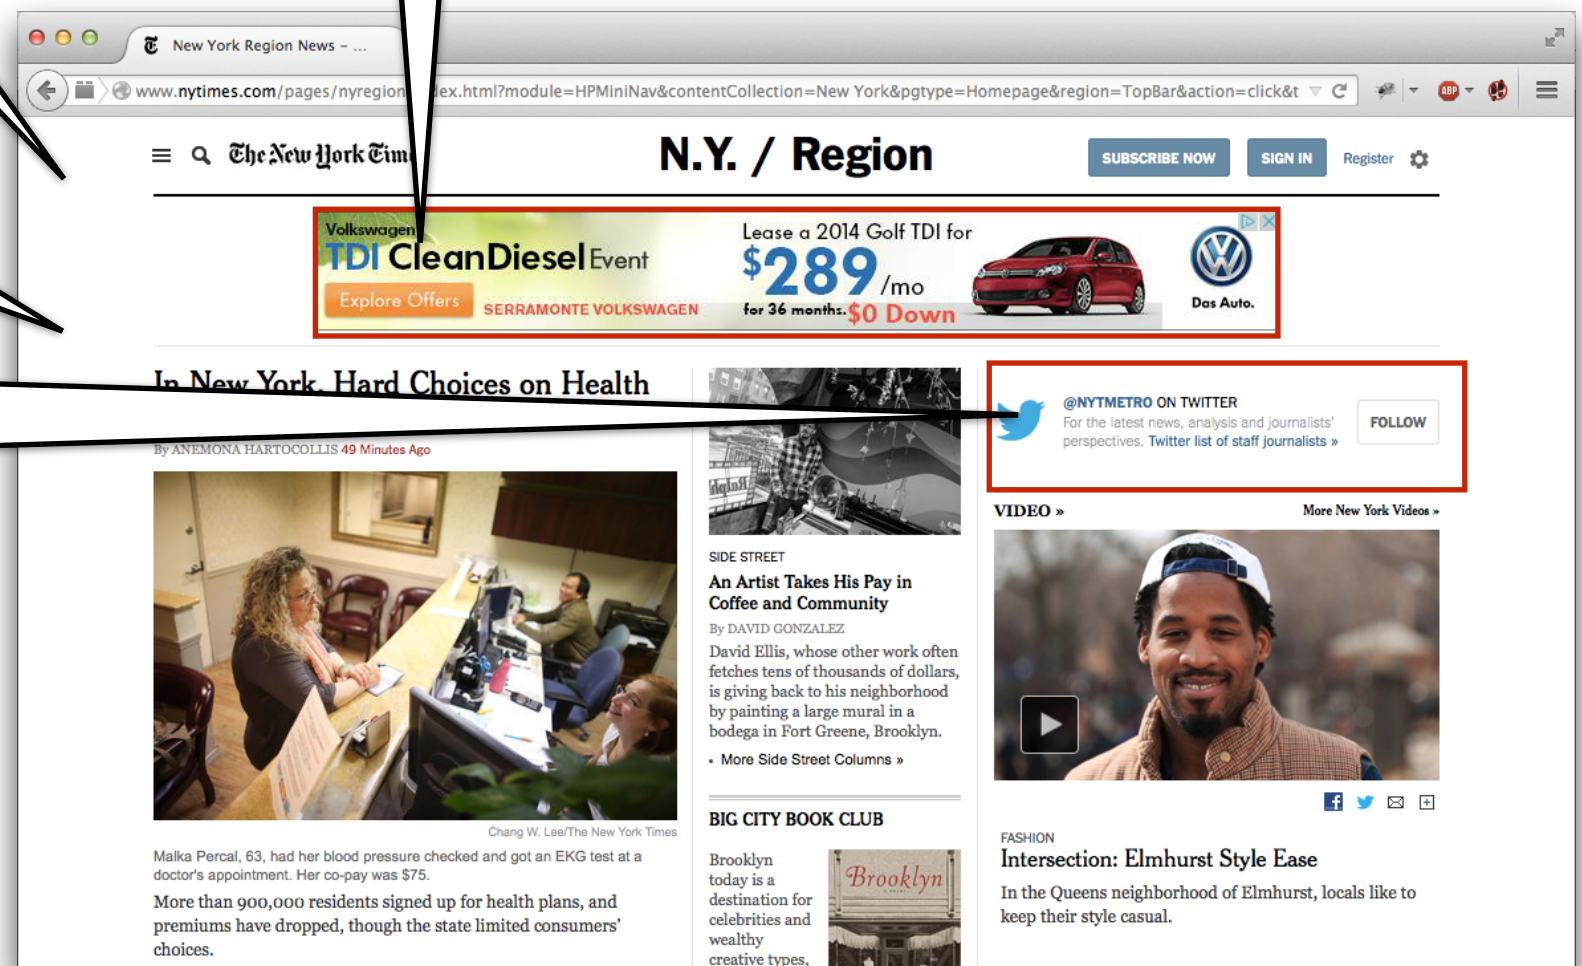 New York Region News – ...
www.nytimes.com/pages/nyregion
dex.html?module=HPMiniNav&contentCollection=New York&pgtype=Homepage&region=TopBar&action=click&t
ABP
The New York Tim
N.Y. / Region
SUBSCRIBE NOW
SIGN IN
Register
Volkswagen
TDI CleanDiesel Event
Explore Offers
SERRAMONTE VOLKSWAGEN
Lease a 2014 Golf TDI for
$289/mo
for 36 months. $0 Down
Das Auto.
In New York, Hard Choices on Health
By ANEMONA HARTOCOLLIS 49 Minutes Ago
Chang W. Lee/The New York Times
Malka Percal, 63, had her blood pressure checked and got an EKG test at a
doctor's appointment. Her co-pay was $75.
More than 900,000 residents signed up for health plans, and
premiums have dropped, though the state limited consumers'
choices.
Ralph
SIDE STREET
An Artist Takes His Pay in
Coffee and Community
By DAVID GONZALEZ
David Ellis, whose other work often
fetches tens of thousands of dollars,
is giving back to his neighborhood
by painting a large mural in a
bodega in Fort Greene, Brooklyn.
• More Side Street Columns »
BIG CITY BOOK CLUB
Brooklyn
today is a
destination for
celebrities and
wealthy
creative types,
Brooklyn
@NYTMETRO ON TWITTER
For the latest news, analysis and journalists'
perspectives. Twitter list of staff journalists »
FOLLOW
VIDEO »
More New York Videos »
FASHION
Intersection: Elmhurst Style Ease
In the Queens neighborhood of Elmhurst, locals like to
keep their style casual.